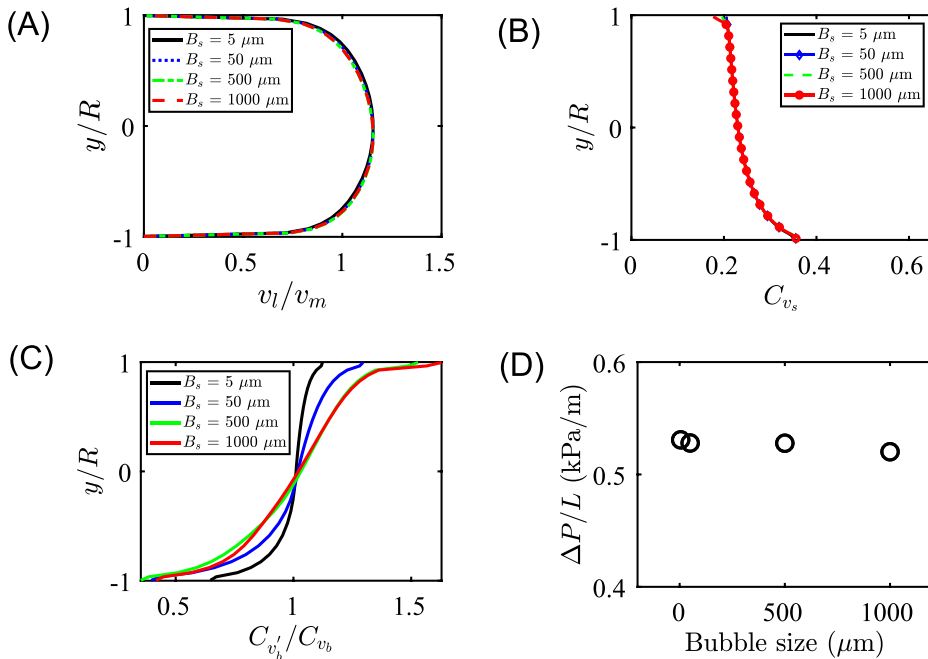 (A)
1
0
-1
y/R
B_s = 5 μm
B_s = 50 μm
B_s = 500 μm
B_s = 1000 μm
0
0.5
1
1.5
v_l/v_m
(B)
1
0
-1
y/R
B_s = 5 μm
B_s = 50 μm
B_s = 500 μm
B_s = 1000 μm
0
0.2
0.4
0.6
C_{v_s}
(C)
1
0
-1
y/R
B_s = 5 μm
B_s = 50 μm
B_s = 500 μm
B_s = 1000 μm
0.5
1
1.5
C_{v_b'}/C_{v_b}
(D)
0.6
0.5
0.4
ΔP/L (kPa/m)
0
500
1000
Bubble size (μm)